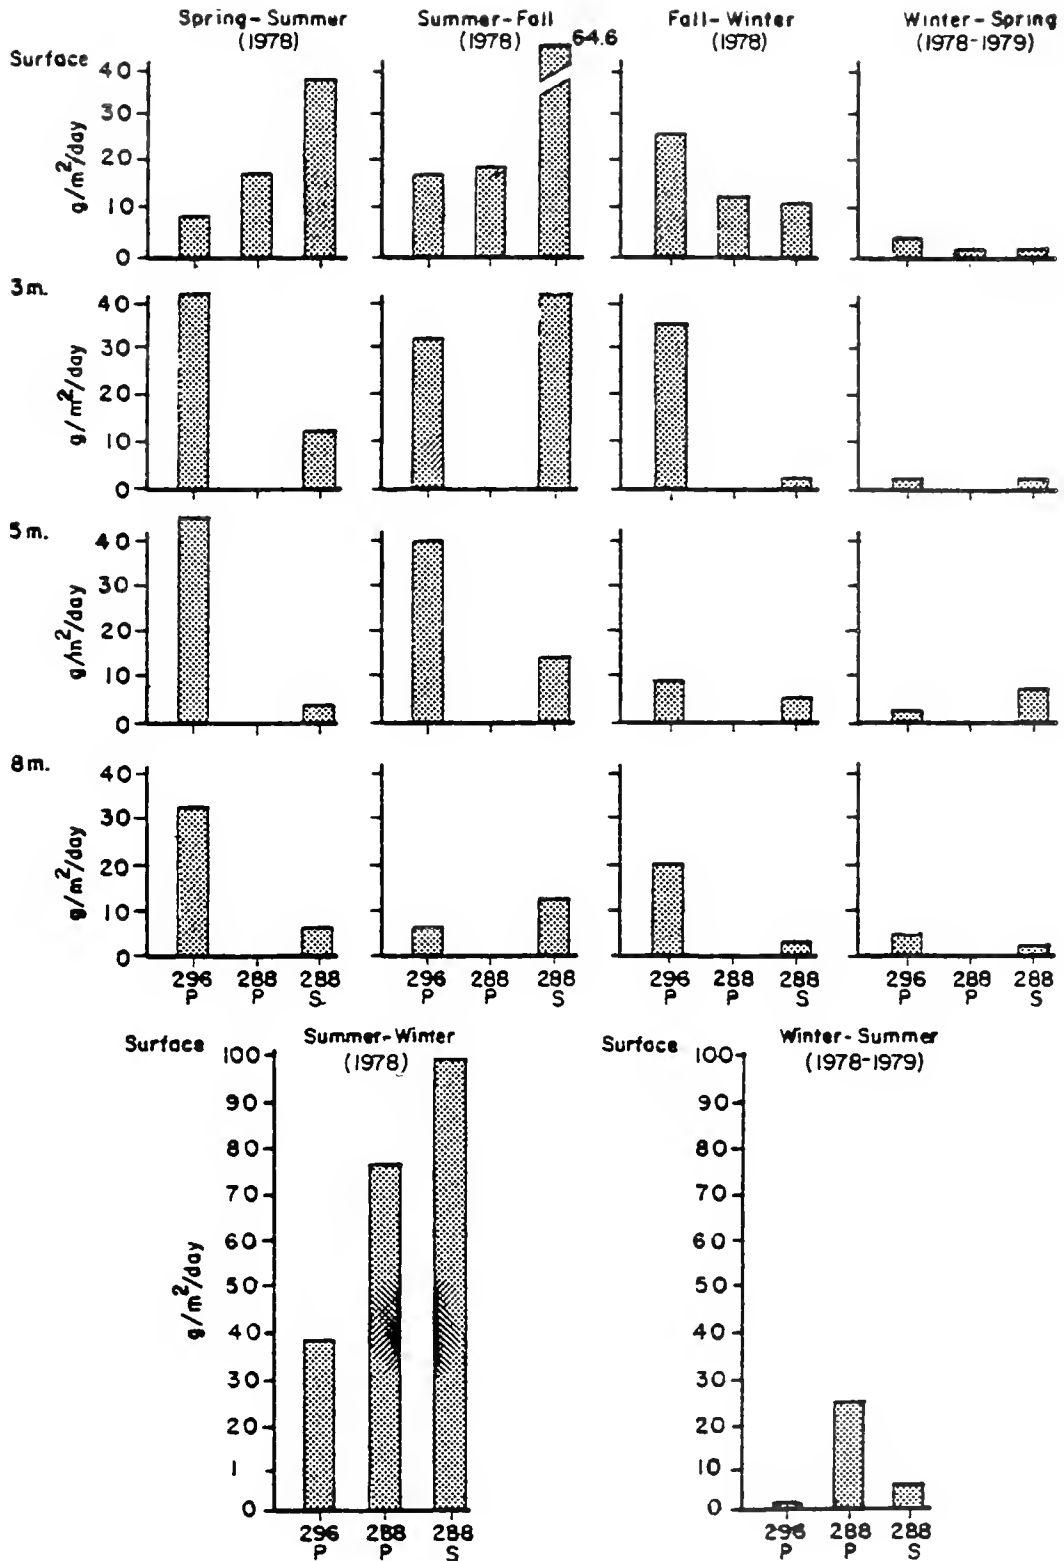 Spring-Summer
(1978)
Summer-Fall
(1978)
64.6
Fall-Winter
(1978)
Winter-Spring
(1978-1979)
Surface
g/m²/day
40
30
20
10
0
3m.
g/m²/day
40
30
20
10
0
5m.
g/m²/day
40
30
20
10
0
8m.
g/m²/day
40
30
20
10
0
296 288 288
P P S
296 288 288
P P S
296 288 288
P P S
296 288 288
P P S
Surface
Summer-Winter
(1978)
g/m²/day
100
90
80
70
60
50
40
30
20
1
0
296 288 288
P P S
Surface
Winter-Summer
(1978-1979)
100
90
80
70
60
50
40
30
20
10
0
296 288 288
P P S